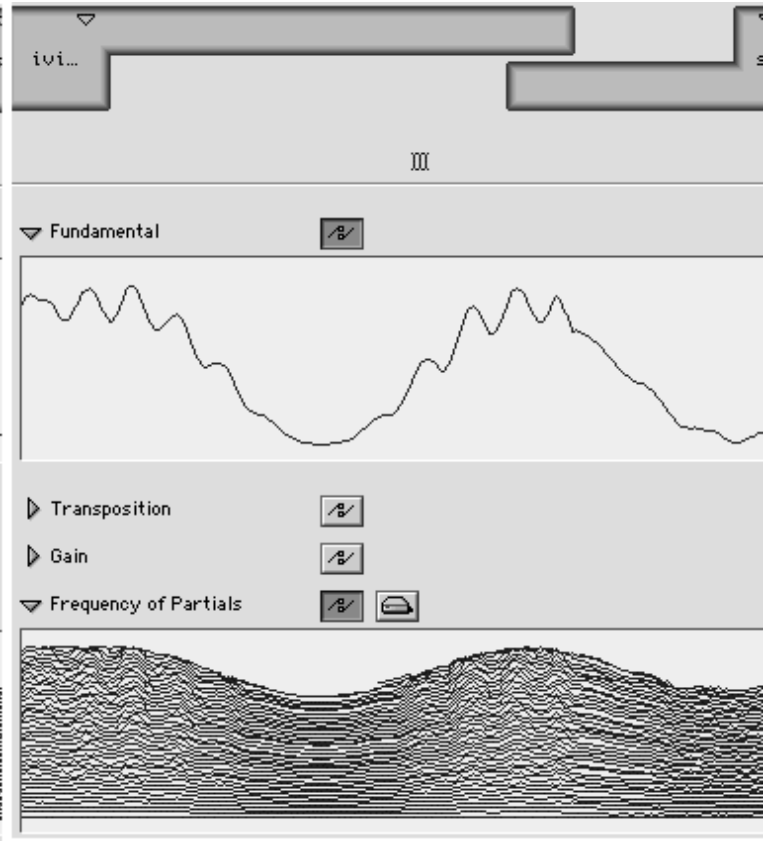 ivi...
Fundamental
Transposition
Gain
Frequency of Partials